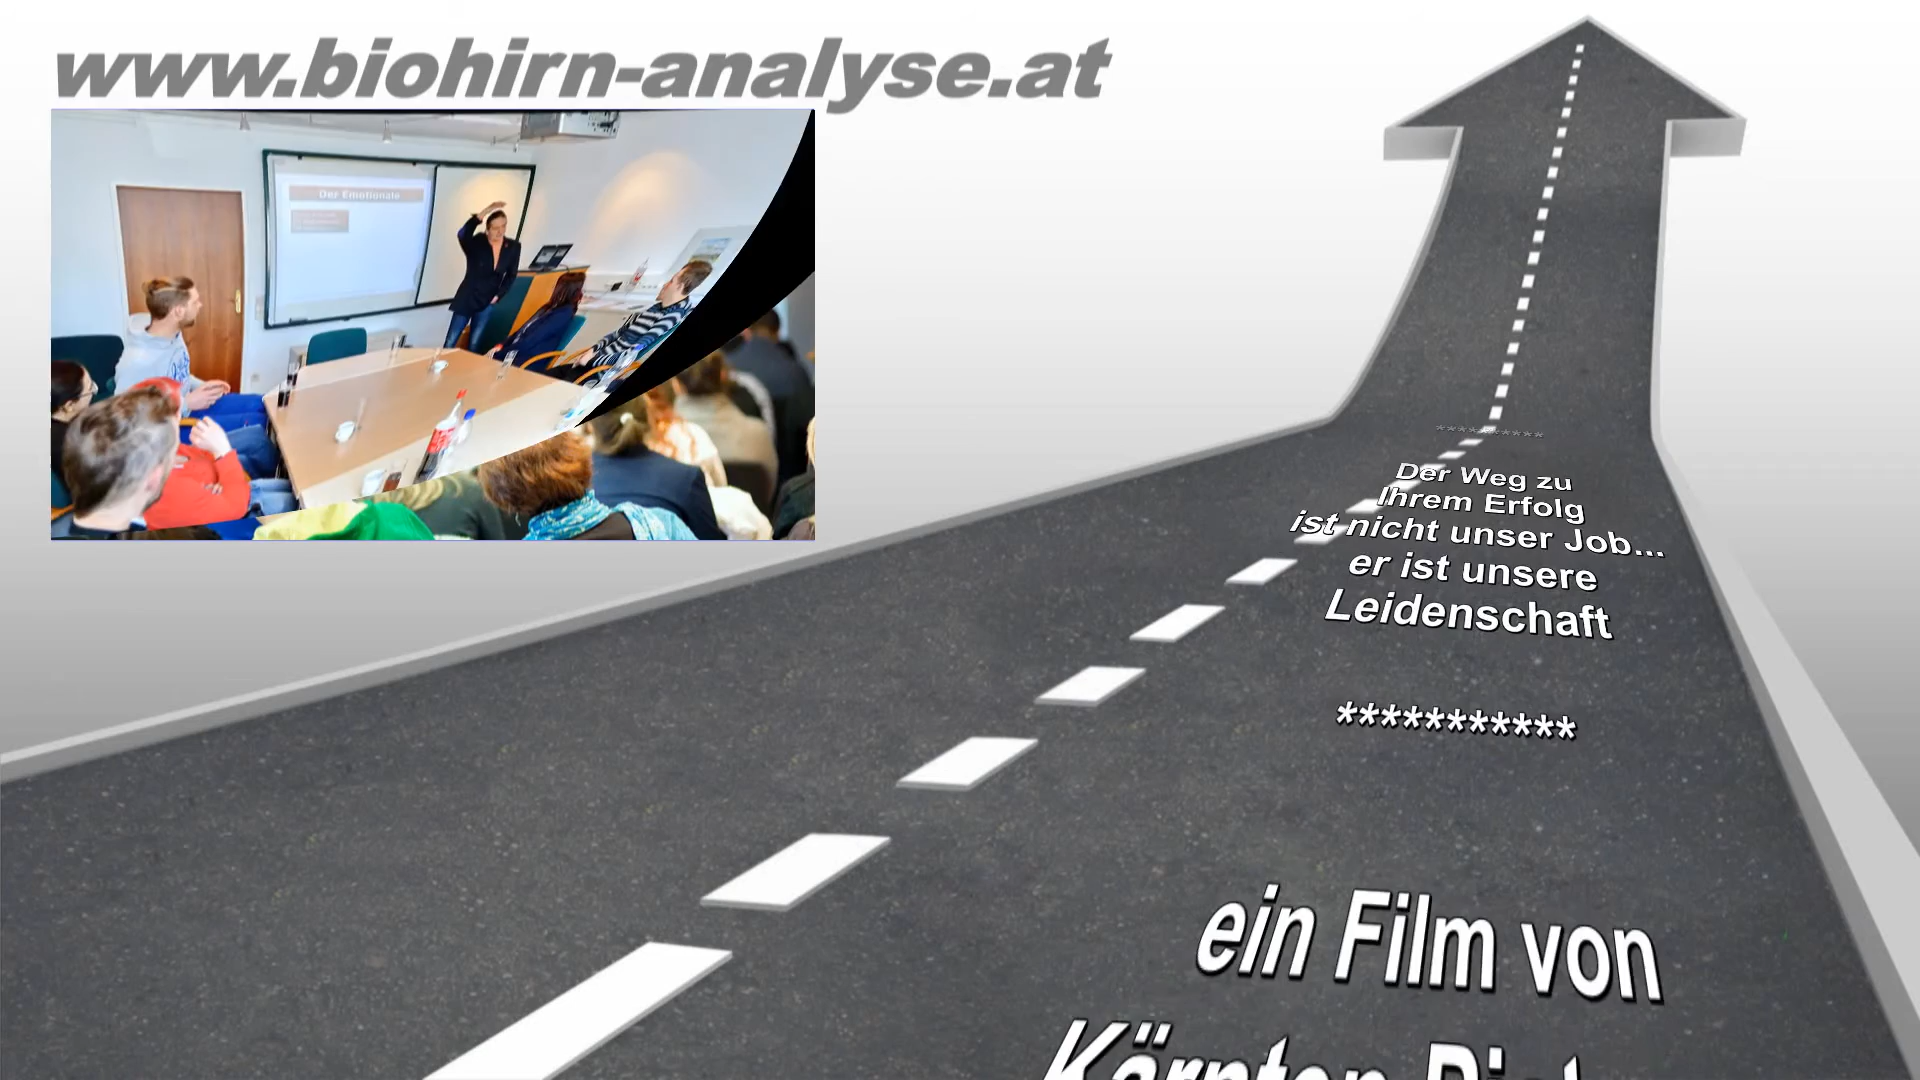 www.biohirn-analyse.at
Der Emotionale
**********
Der Weg zu
Ihrem Erfolg
ist nicht unser Job...
er ist unsere
Leidenschaft
***********
ein Film von
Kärnten